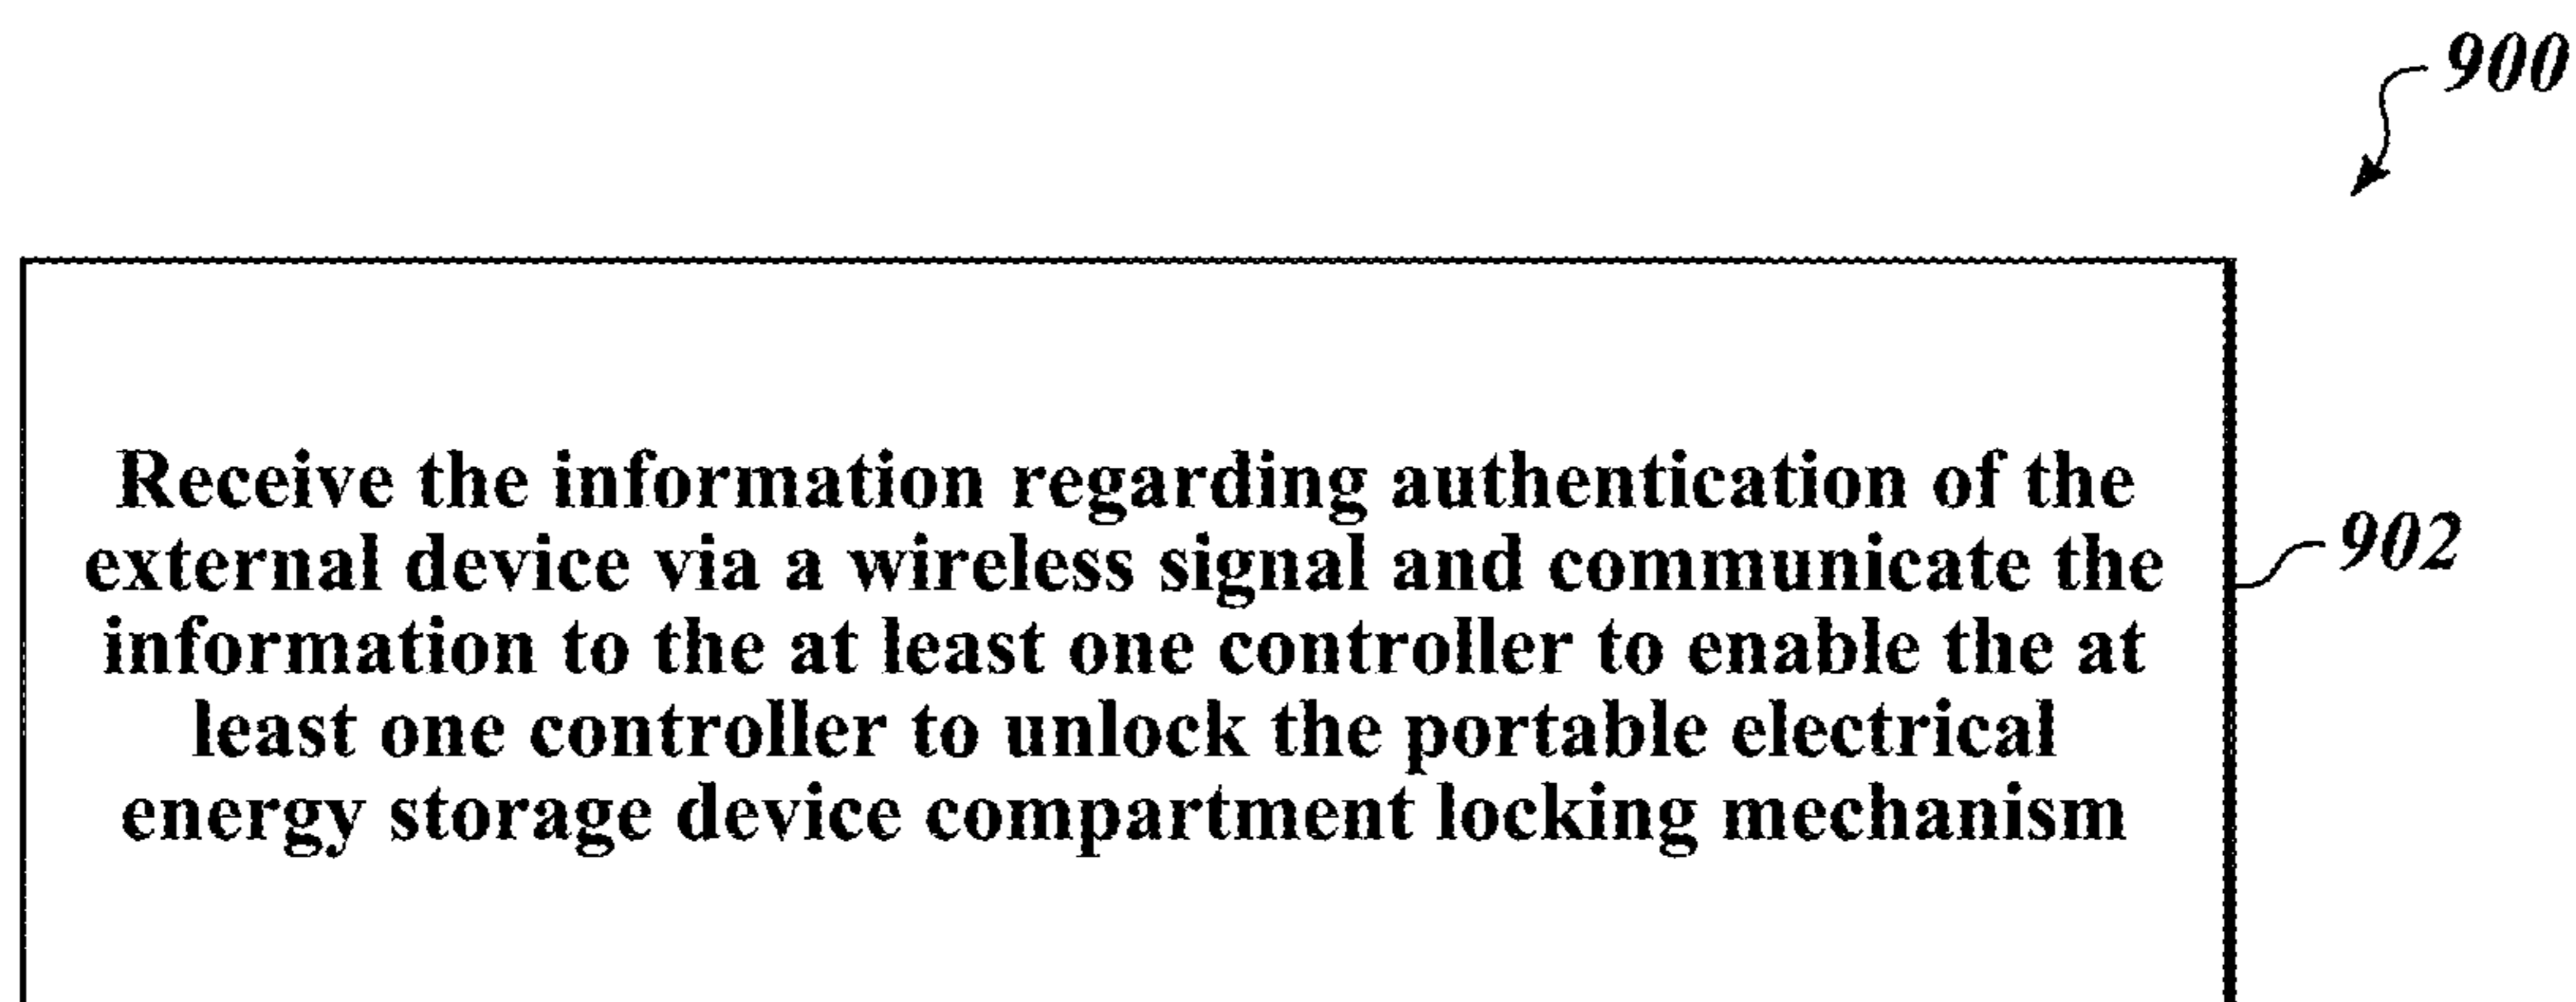 900
Receive the information regarding authentication of the
external device via a wireless signal and communicate the
902
information to the at least one controller to enable the at
least one controller to unlock the portable electrical
energy storage device compartment locking mechanism